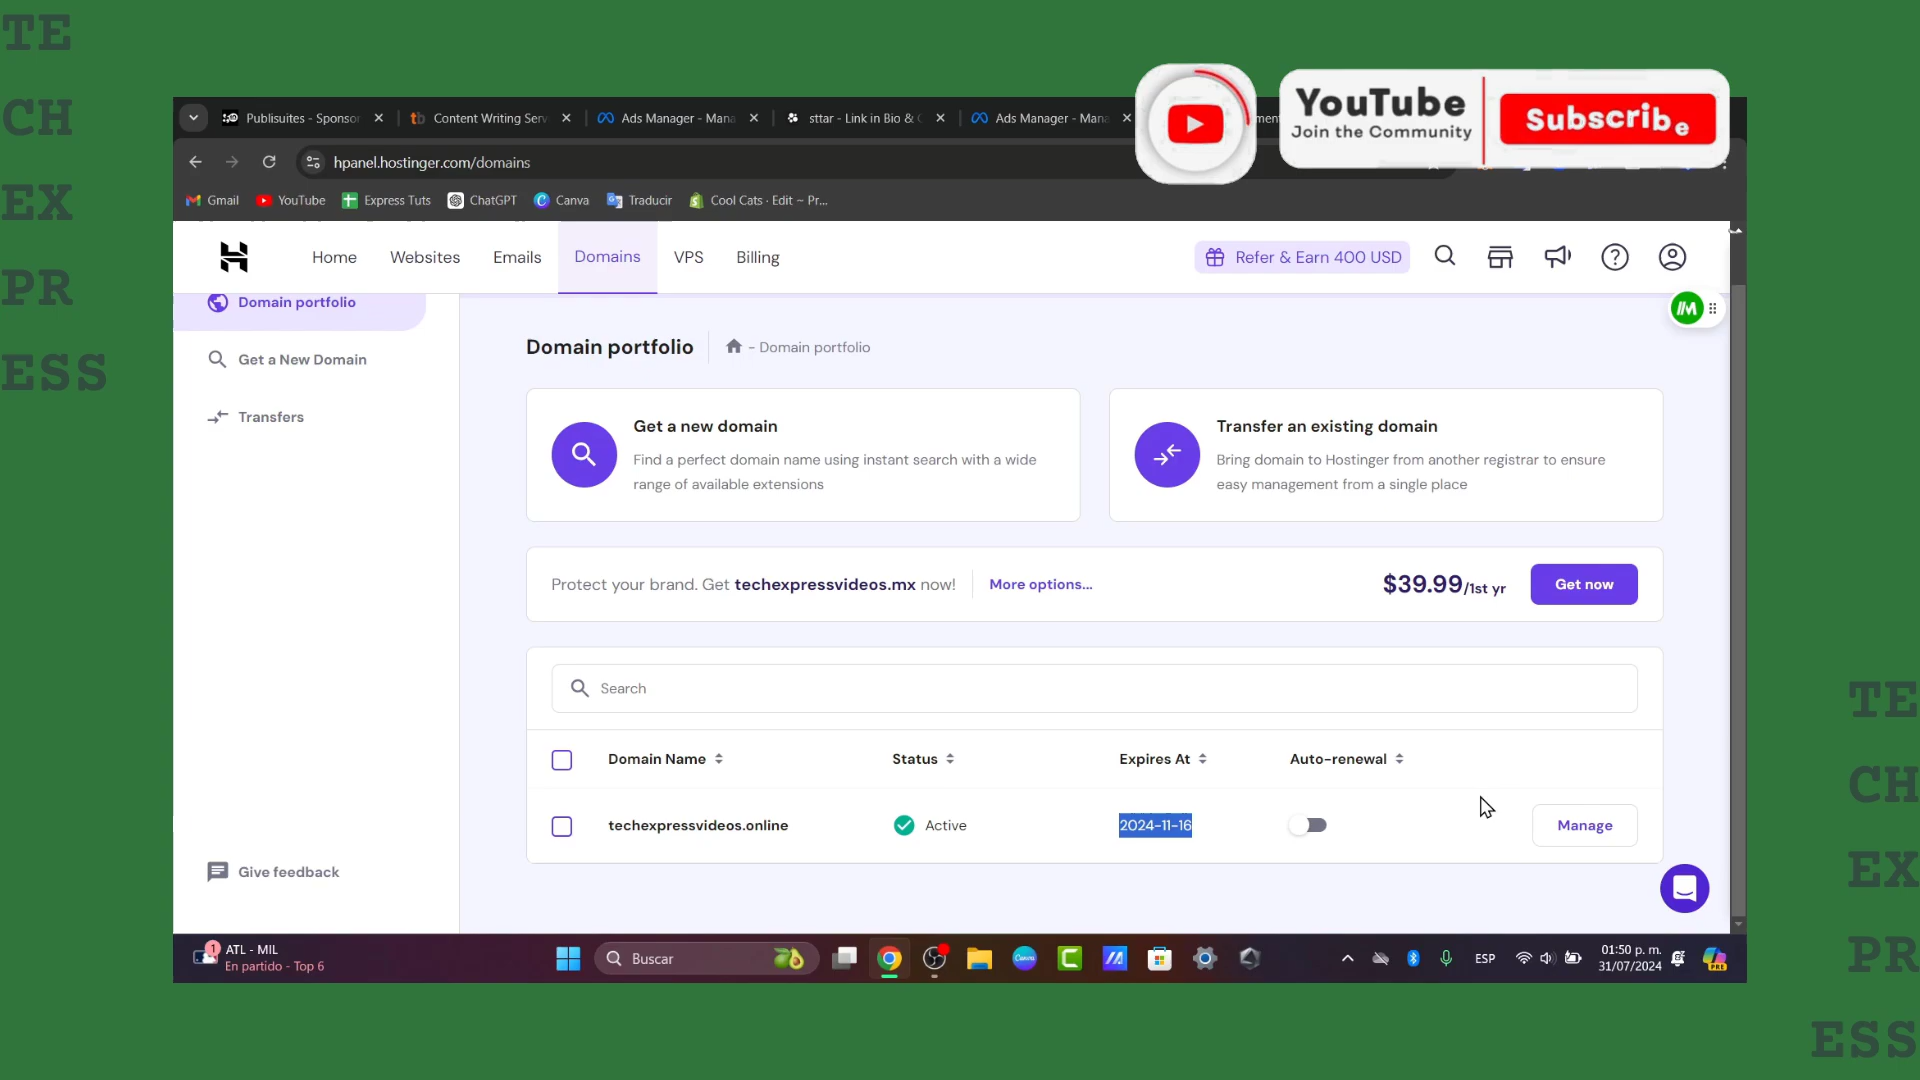 TE
CH
EX
PR
ESS
YouTube
Join the Community
Subscribe
Publisuites - Sponsor
Content Writing Serv
Ads Manager - Mana
sttar - Link in Bio & C
Ads Manager - Mana
hpanel.hostinger.com/domains
Gmail
YouTube
Express Tuts
ChatGPT
Canva
Traducir
Cool Cats · Edit ~ Pr...
Home
Websites
Emails
Domains
VPS
Billing
Refer & Earn 400 USD
Domain portfolio
Get a New Domain
Transfers
Give feedback
Domain portfolio
- Domain portfolio
Get a new domain
Find a perfect domain name using instant search with a wide
range of available extensions
Transfer an existing domain
Bring domain to Hostinger from another registrar to ensure
easy management from a single place
Protect your brand. Get techexpressvideos.mx now!
More options...
$39.99/1st yr
Get now
Search
Domain Name
Status
Expires At
Auto-renewal
techexpressvideos.online
Active
2024-11-16
Manage
1
ATL - MIL
En partido - Top 6
Buscar
Canva
ESP
01:50 p. m.
31/07/2024
PRE
TE
CH
EX
PR
ESS